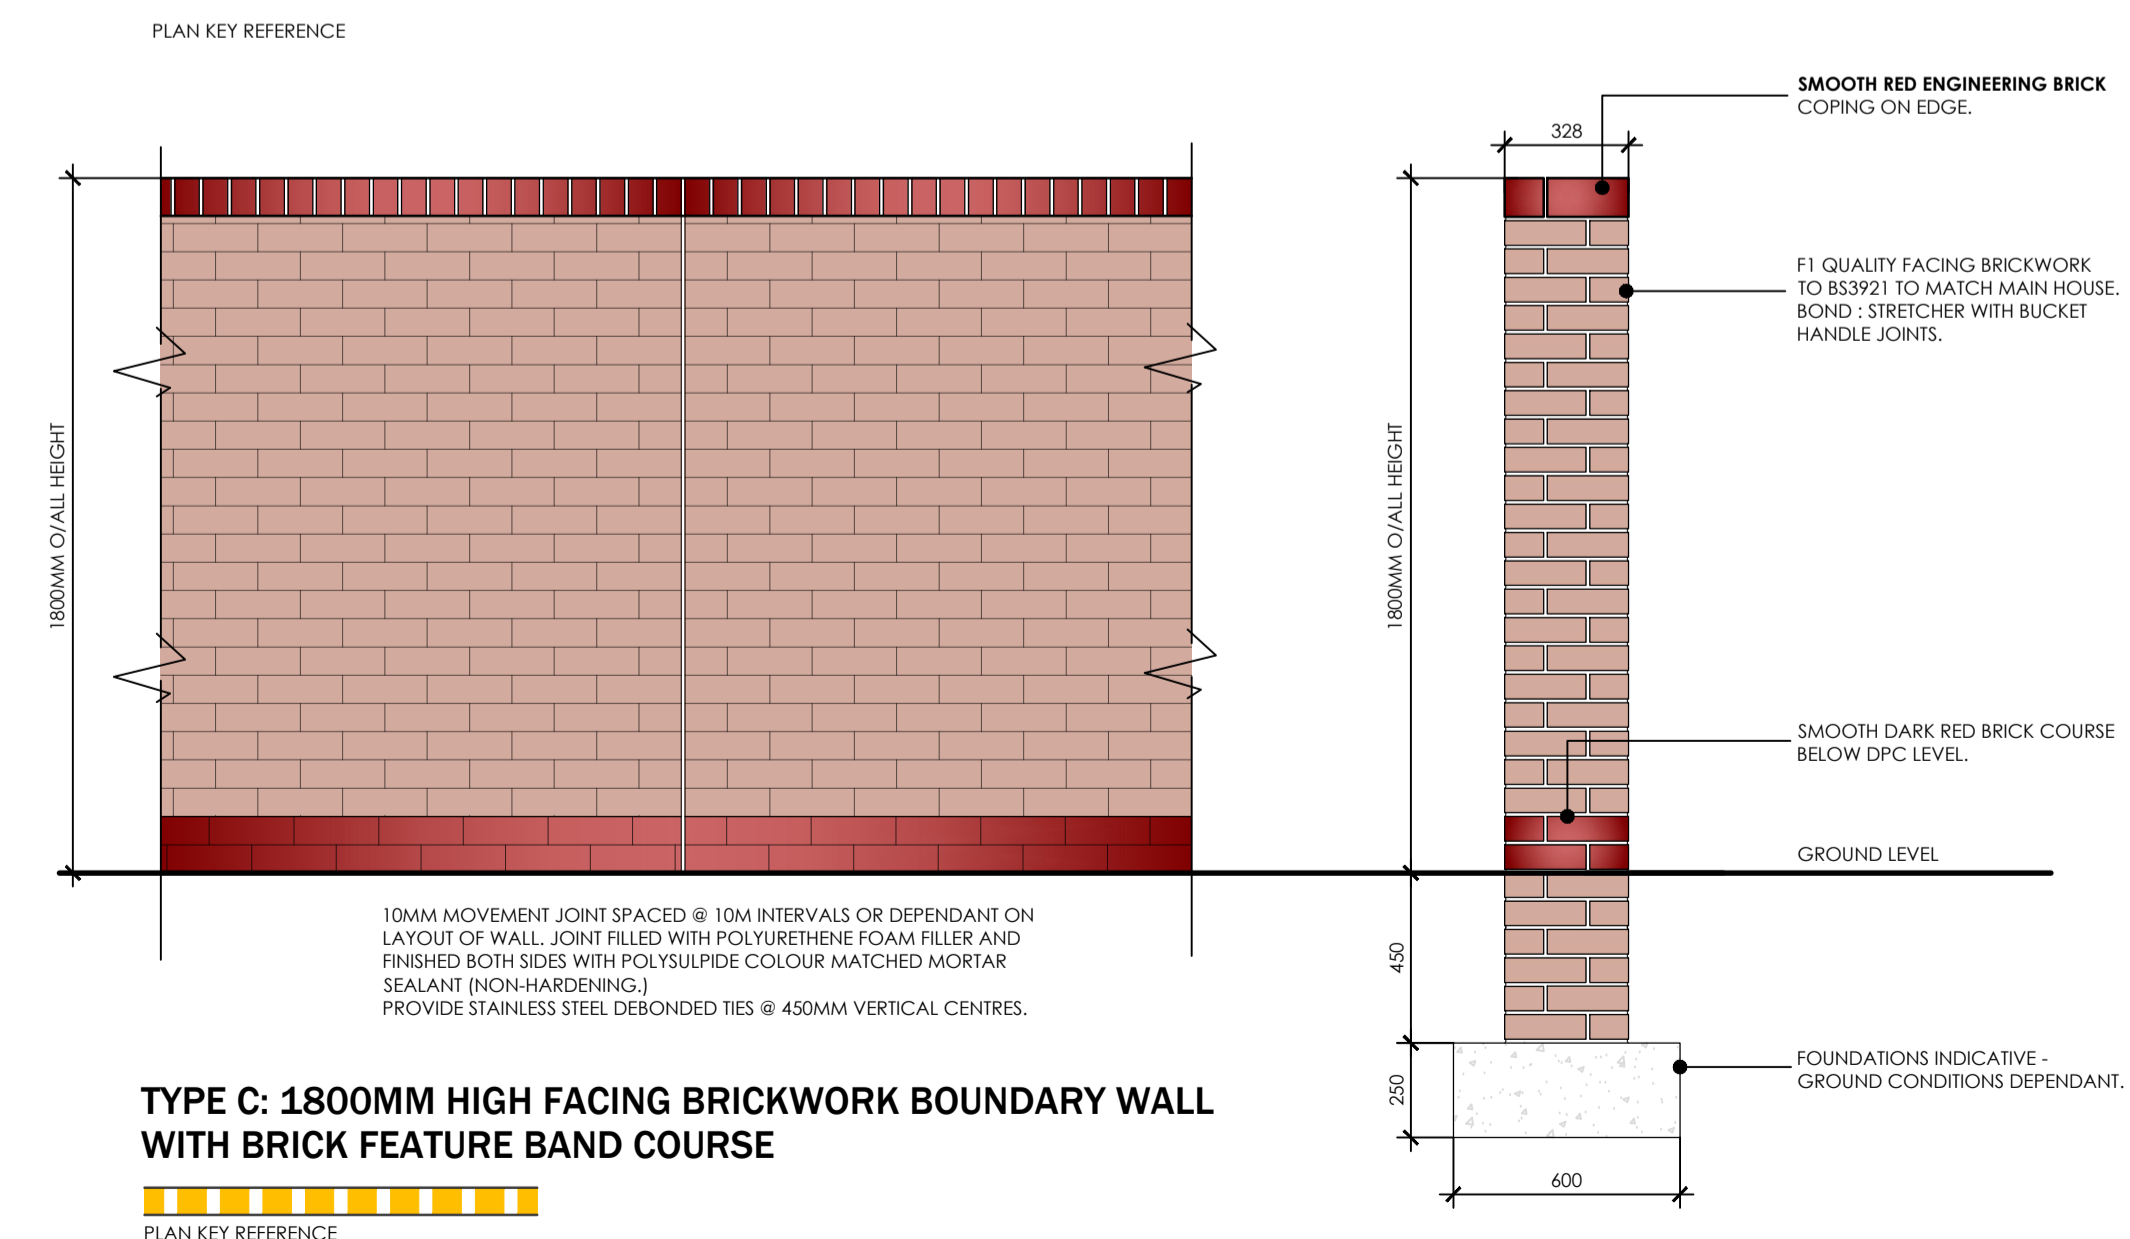 PLAN KEY REFERENCE
SMOOTH RED ENGINEERING BRICK
COPING ON EDGE.
328
F1 QUALITY FACING BRICKWORK
TO BS3921 TO MATCH MAIN HOUSE.
BOND : STRETCHER WITH BUCKET
HANDLE JOINTS.
1800MM O/ALL HEIGHT
1800MM O/ALL HEIGHT
SMOOTH DARK RED BRICK COURSE
BELOW DPC LEVEL.
GROUND LEVEL
10MM MOVEMENT JOINT SPACED @ 10M INTERVALS OR DEPENDANT ON
LAYOUT OF WALL. JOINT FILLED WITH POLYURETHENE FOAM FILLER AND
FINISHED BOTH SIDES WITH POLYSULPIDE COLOUR MATCHED MORTAR
SEALANT (NON-HARDENING.)
PROVIDE STAINLESS STEEL DEBONDED TIES @ 450MM VERTICAL CENTRES.
450
250
FOUNDATIONS INDICATIVE -
GROUND CONDITIONS DEPENDANT.
600
TYPE C: 1800MM HIGH FACING BRICKWORK BOUNDARY WALL
WITH BRICK FEATURE BAND COURSE
PLAN KEY REFERENCE